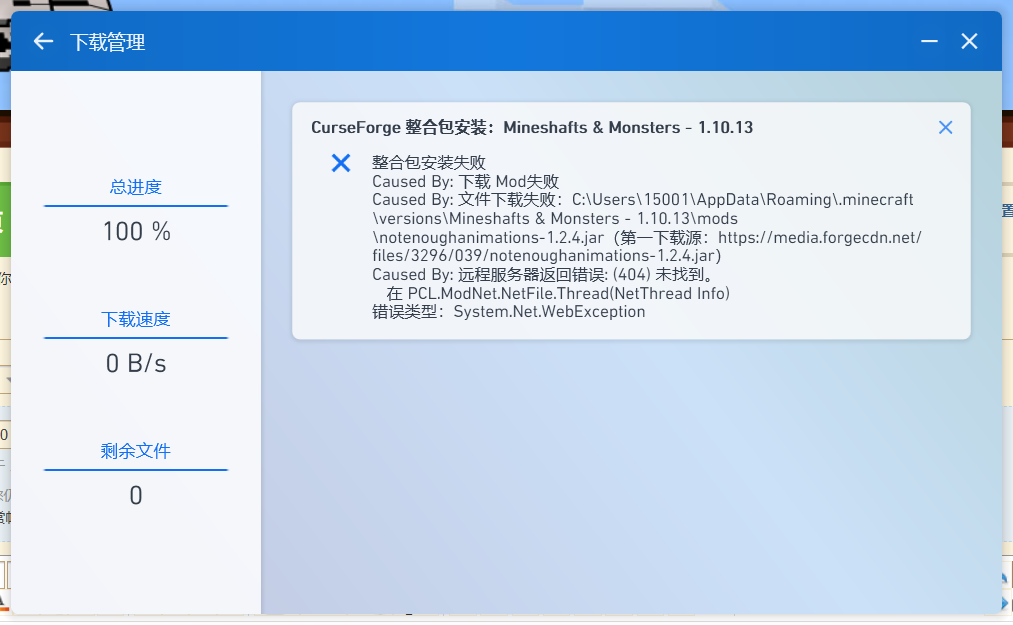 下载管理
总进度
100 %
下载速度
0 B/s
剩余文件
0
CurseForge 整合包安装：Mineshafts & Monsters - 1.10.13
整合包安装失败
Caused By: 下载 Mod失败
Caused By: 文件下载失败：C:\Users\15001\AppData\Roaming\.minecraft
\versions\Mineshafts & Monsters - 1.10.13\mods
\notenoughanimations-1.2.4.jar（第一下载源：https://media.forgecdn.net/
files/3296/039/notenoughanimations-1.2.4.jar）
Caused By: 远程服务器返回错误: (404) 未找到。
在 PCL.ModNet.NetFile.Thread(NetThread Info)
错误类型：System.Net.WebException